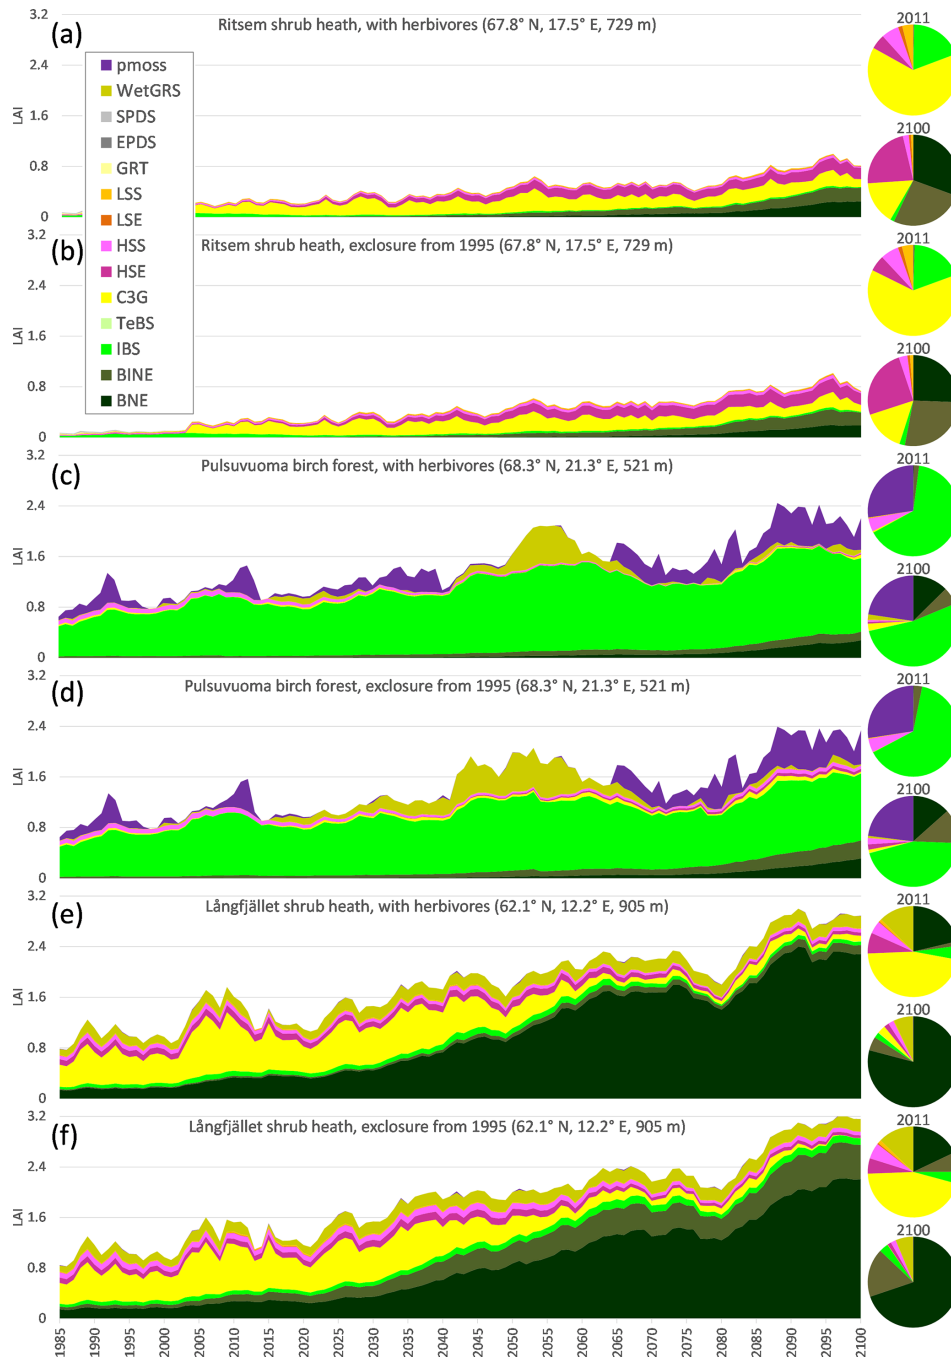 (a)
Ritsem shrub heath, with herbivores (67.8° N, 17.5° E, 729 m)
2011
2100
3.2
2.4
1.6
0.8
0
LAI
pmoss
WetGRS
SPDS
EPDS
GRT
LSS
LSE
HSS
HSE
C3G
TeBS
IBS
BINE
BNE
(b)
Ritsem shrub heath, exclosure from 1995 (67.8° N, 17.5° E, 729 m)
2011
2100
3.2
2.4
1.6
0.8
0
LAI
(c)
Pulsuvuoma birch forest, with herbivores (68.3° N, 21.3° E, 521 m)
2011
2100
3.2
2.4
1.6
0.8
0
LAI
(d)
Pulsuvuoma birch forest, exclosure from 1995 (68.3° N, 21.3° E, 521 m)
2011
2100
3.2
2.4
1.6
0.8
0
LAI
(e)
Långfjället shrub heath, with herbivores (62.1° N, 12.2° E, 905 m)
2011
2100
3.2
2.4
1.6
0.8
0
LAI
(f)
Långfjället shrub heath, exclosure from 1995 (62.1° N, 12.2° E, 905 m)
2011
2100
3.2
2.4
1.6
0.8
0
LAI
1985
1990
1995
2000
2005
2010
2015
2020
2025
2030
2035
2040
2045
2050
2055
2060
2065
2070
2075
2080
2085
2090
2095
2100